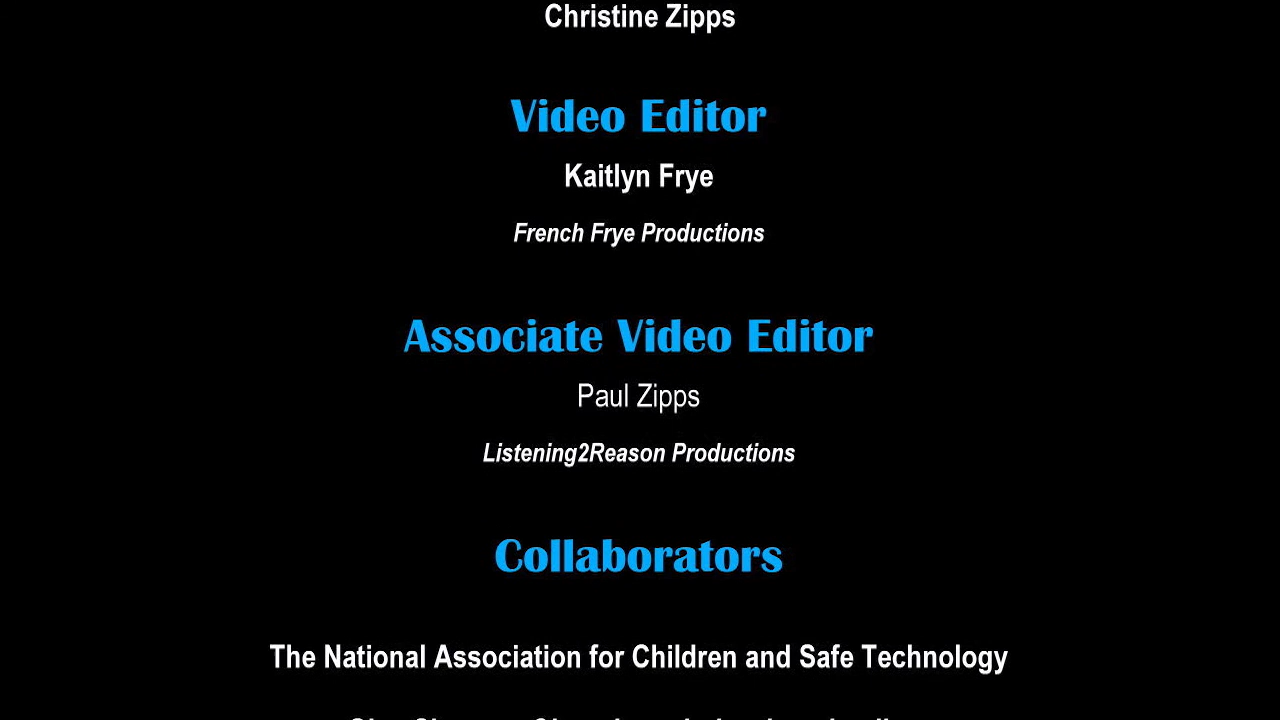 Christine Zipps
Video Editor
Kaitlyn Frye
French Frye Productions
Associate Video Editor
Paul Zipps
Listening2Reason Productions
Collaborators
The National Association for Children and Safe Technology